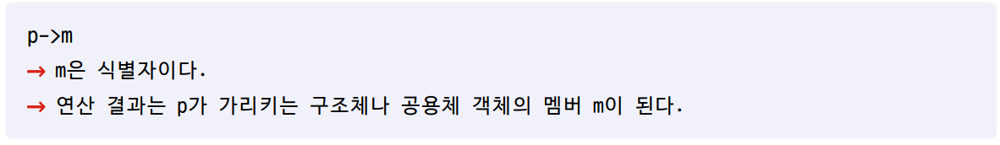 p->m
→ m은 식별자이다.
→ 연산 결과는 p가 가리키는 구조체나 공용체 객체의 멤버 m이 된다.